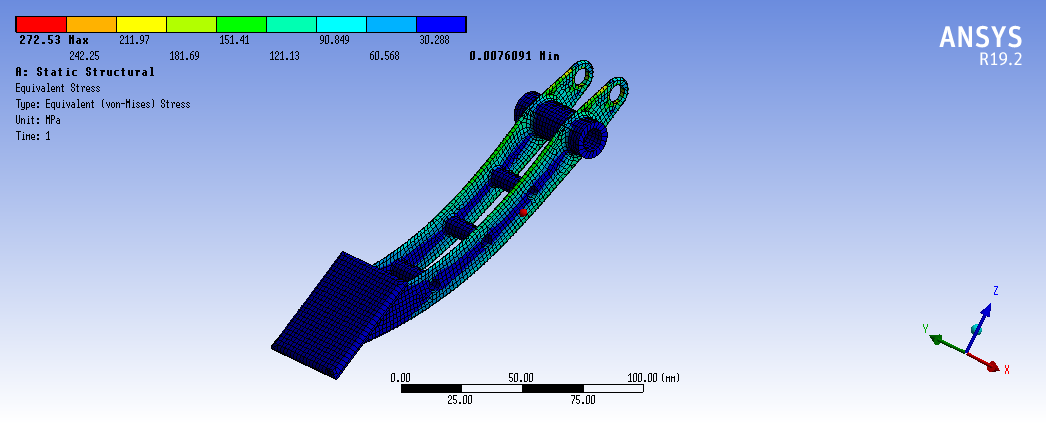 272.53 Max 211.97 151.41 90.849 30.288
242.25 181.69 121.13 60.568 0.0076091 Min
A: Static Structural
Equivalent Stress
Type: Equivalent (von-Mises) Stress
Unit: MPa
Time: 1
ANSYS
R19.2
Z
Y
X
0.00 50.00 100.00 (MM)
25.00 75.00